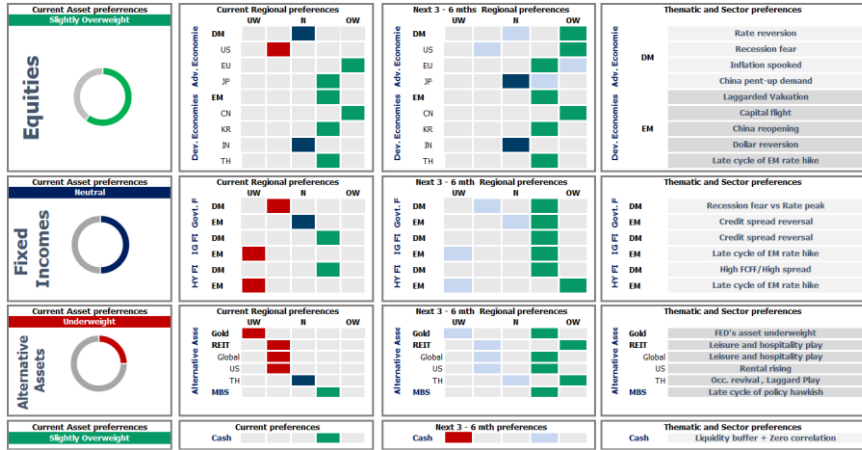 Current Asset preferrences
Slightly Overweight
Equities
Current Regional preferences
UW N OW
Adv. Economie
DM
US
EU
JP
Dev. Economies
EM
CN
KR
IN
TH
Next 3 - 6 mths Regional preferences
UW N OW
Adv. Economie
DM
US
EU
JP
Dev. Economies
EM
CN
KR
IN
TH
Thematic and Sector preferences
DM
Rate reversion
Recession fear
Inflation spooked
China pent-up demand
EM
Laggarded Valuation
Capital flight
China reopening
Dollar reversion
Late cycle of EM rate hike
Current Asset preferrences
Neutral
Fixed
Incomes
Current Regional preferences
UW N OW
Govt. F
DM
EM
IG FI
DM
EM
HY FI
DM
EM
Next 3 - 6 mth Regional preferences
UW N OW
Govt. F
DM
EM
IG FI
DM
EM
HY FI
DM
EM
Thematic and Sector preferences
DM Recession fear vs Rate peak
EM Credit spread reversal
DM Credit spread reversal
EM Late cycle of EM rate hike
DM High FCFF/High spread
EM Late cycle of EM rate hike
Current Asset preferrences
Underweight
Alternative
Assets
Current Regional preferences
UW N OW
Alternative Asse
Gold
REIT
Global
US
TH
MBS
Next 3 - 6 mth Regional preferences
UW N OW
Alternative Asse
Gold
REIT
Global
US
TH
MBS
Thematic and Sector preferences
Gold FED's asset underweight
REIT Leisure and hospitality play
Global Leisure and hospitality play
US Rental rising
TH Occ. revival , Laggard Play
MBS Late cycle of policy hawkish
Current Asset preferrences
Slightly Overweight
Current preferences
Cash
Next 3 - 6 mth preferences
Cash
Thematic and Sector preferences
Cash Liquidity buffer + Zero correlation